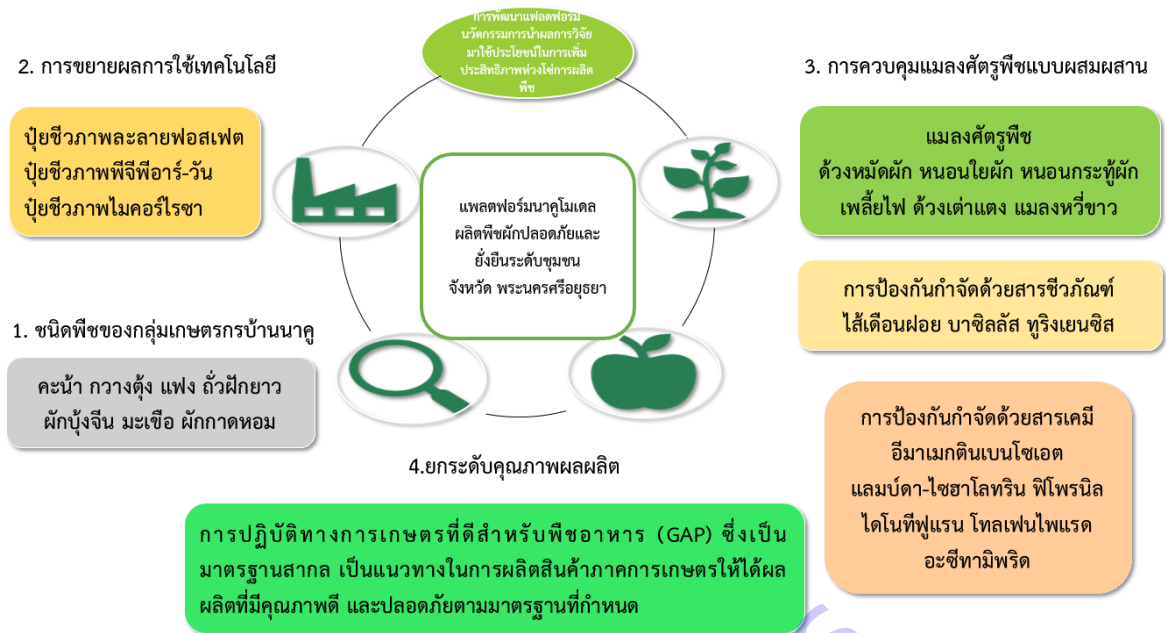 การพัฒนาแฟลตฟอร์ม
นวัตกรรมการนำผลการวิจัย
มาใช้ประโยชน์ในการเพิ่ม
ประสิทธิภาพห่วงโซ่การผลิต
พืช
2. การขยายผลการใช้เทคโนโลยี
ปุ๋ยชีวภาพละลายฟอสเฟต
ปุ๋ยชีวภาพพีจีพีอาร์-วัน
ปุ๋ยชีวภาพไมคอร์ไรซา
1. ชนิดพืชของกลุ่มเกษตรกรบ้านนาคู
คะน้า กวางตุ้ง แฟง ถั่วฝักยาว
ผักบุ้งจีน มะเขือ ผักกาดหอม
แพลตฟอร์มนาคูโมเดล
ผลิตพืชผักปลอดภัยและ
ยั่งยืนระดับชุมชน
จังหวัด พระนครศรีอยุธยา
3. การควบคุมแมลงศัตรูพืชแบบผสมผสาน
แมลงศัตรูพืช
ด้วงหมัดผัก หนอนใยผัก หนอนกระทู้ผัก
เพลี้ยไฟ ด้วงเต่าแตง แมลงหวี่ขาว
การป้องกันกำจัดด้วยสารชีวภัณฑ์
ไส้เดือนฝอย บาซิลลัส ทูริงเยนซิส
การป้องกันกำจัดด้วยสารเคมี
อีมาเมกตินเบนโซเอต
แลมบ์ดา-ไซฮาโลทริน ฟิโพรนิล
ไดโนทีฟูแรน โทลเฟนไพแรด
อะซีทามิพริด
4.ยกระดับคุณภาพผลผลิต
การปฏิบัติทางการเกษตรที่ดีสำหรับพืชอาหาร (GAP) ซึ่งเป็น
มาตรฐานสากล เป็นแนวทางในการผลิตสินค้าภาคการเกษตรให้ได้ผล
ผลิตที่มีคุณภาพดี และปลอดภัยตามมาตรฐานที่กำหนด